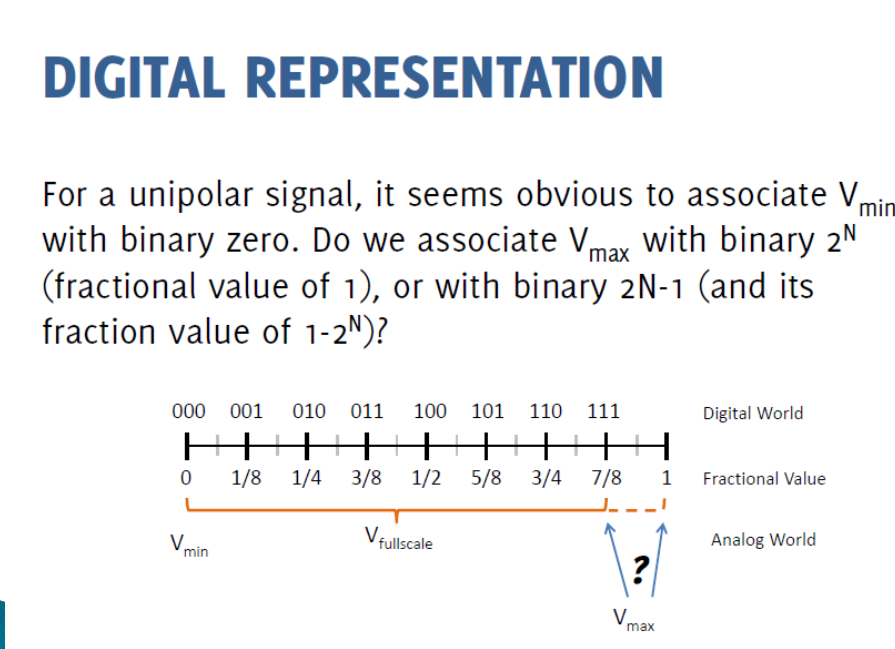 DIGITAL REPRESENTATION
For a unipolar signal, it seems obvious to associate Vmin
with binary zero. Do we associate Vmax with binary 2^N
(fractional value of 1), or with binary 2N-1 (and its
fraction value of 1-2^N)?
000 001 010 011 100 101 110 111 Digital World
0 1/8 1/4 3/8 1/2 5/8 3/4 7/8 1 Fractional Value
Vmin Vfullscale Analog World
?
Vmax